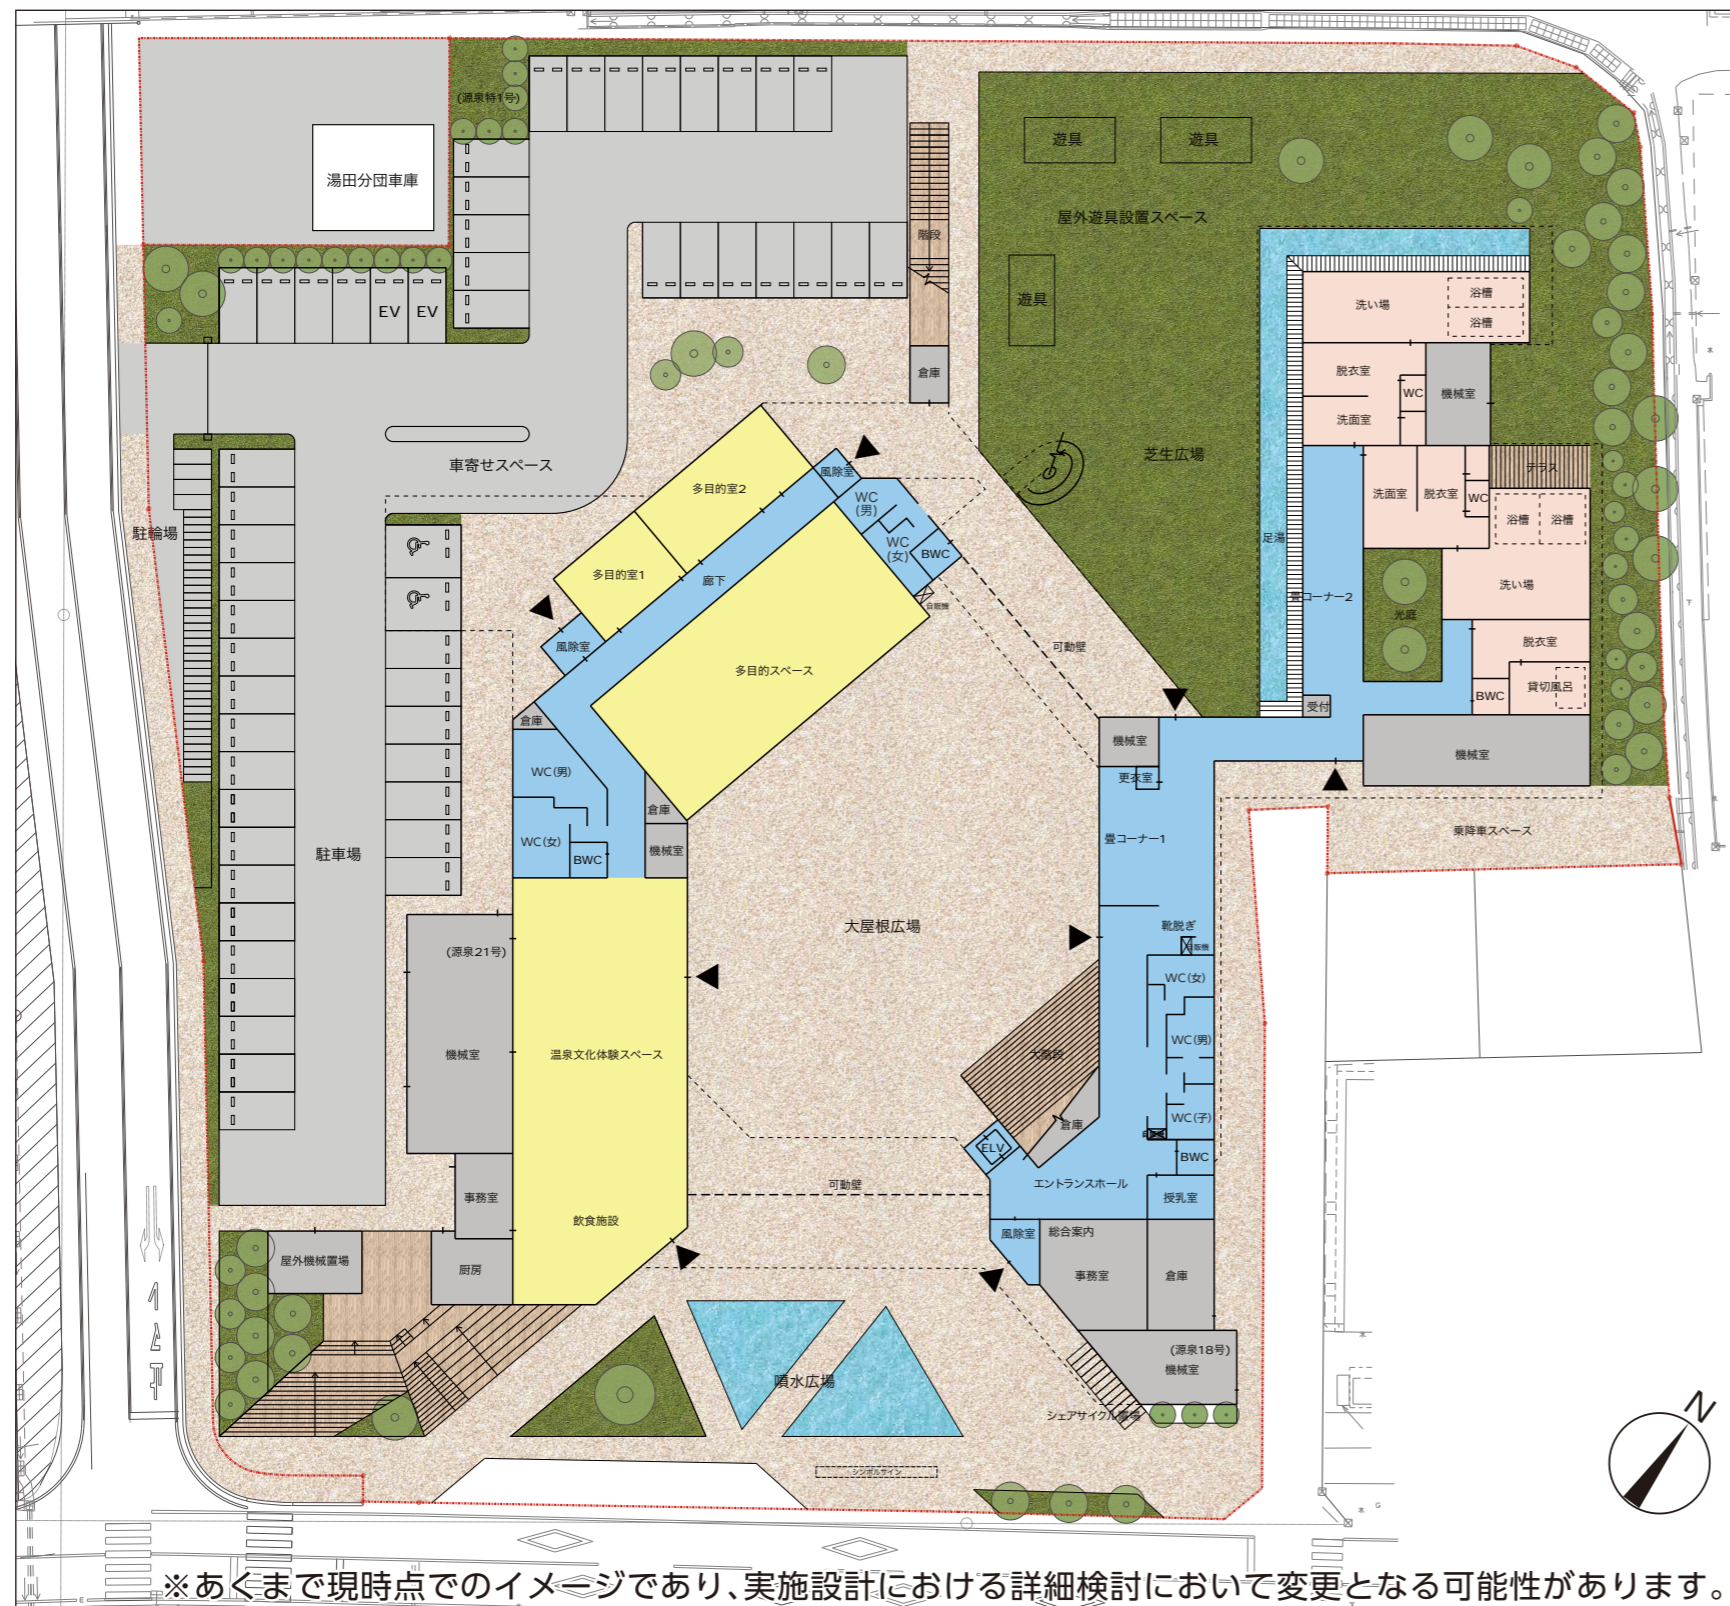 (源泉特1号)
湯田分団車庫
遊具
遊具
屋外遊具設置スペース
階段
遊具
EV
EV
浴槽
浴槽
洗い場
倉庫
脱衣室
WC
機械室
洗面室
車寄せスペース
芝生広場
風除室
多目的室2
WC
(男)
WC
(女)
BWC
テラス
洗面室
脱衣室
WC
浴槽
浴槽
駐輪場
足湯
多目的室1
廊下
洗い場
畳コーナー2
自販機
光庭
風除室
可動壁
脱衣室
多目的スペース
貸切風呂
BWC
受付
倉庫
機械室
機械室
WC(男)
更衣室
倉庫
乗降車スペース
WC(女)
BWC
機械室
畳コーナー1
駐車場
大屋根広場
靴脱ぎ
自販機
(源泉21号)
WC(女)
機械室
温泉文化体験スペース
大階段
WC(男)
倉庫
WC(子)
自販機
ELV
BWC
可動壁
エントランスホール
事務室
授乳室
飲食施設
風除室
総合案内
屋外機械置場
厨房
事務室
倉庫
(源泉18号)
機械室
噴水広場
シェアサイクル置場
シンボルサイン
N
※あくまで現時点でのイメージであり、実施設計における詳細検討において変更となる可能性があります。